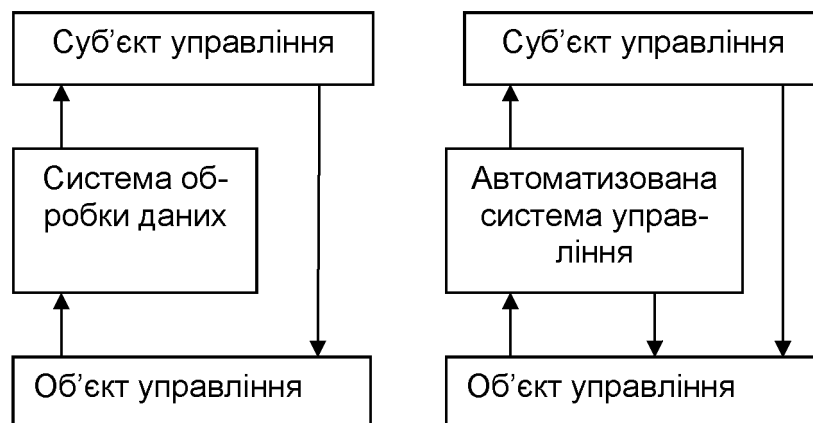 Суб’єкт управління
Система об-
робки даних
Об’єкт управління
Суб’єкт управління
Автоматизована
система управ-
ління
Об’єкт управління